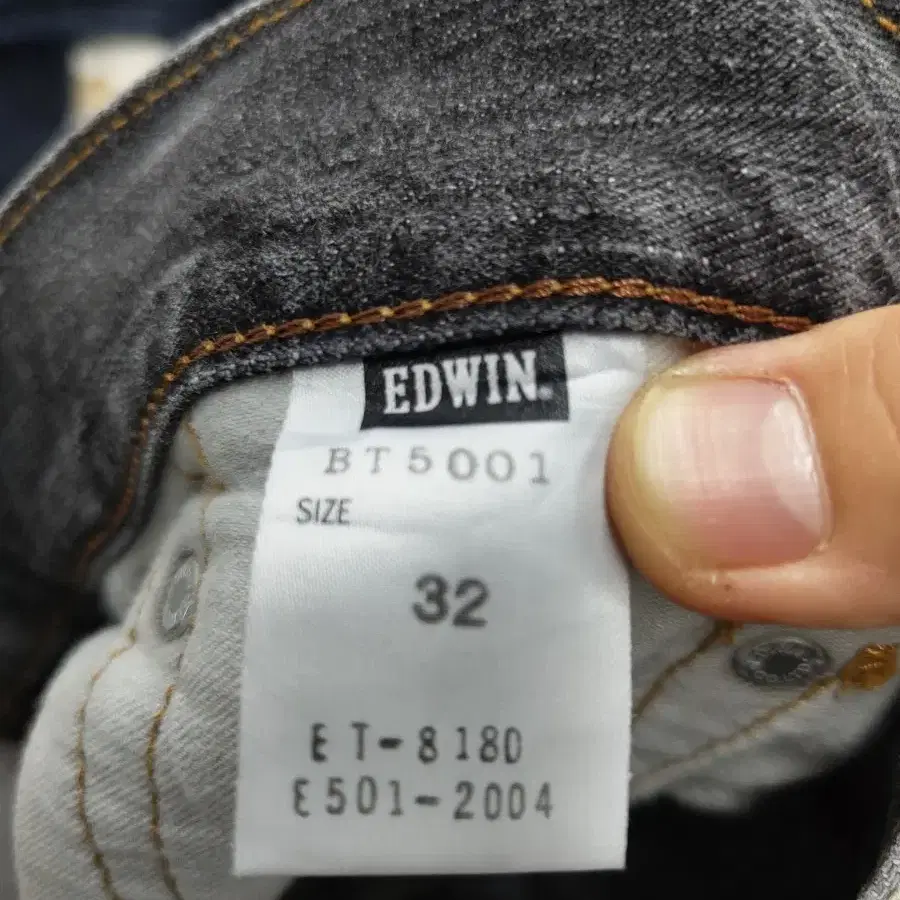 EDWIN
BT5001
SIZE
32
ET-8180
E501-2004